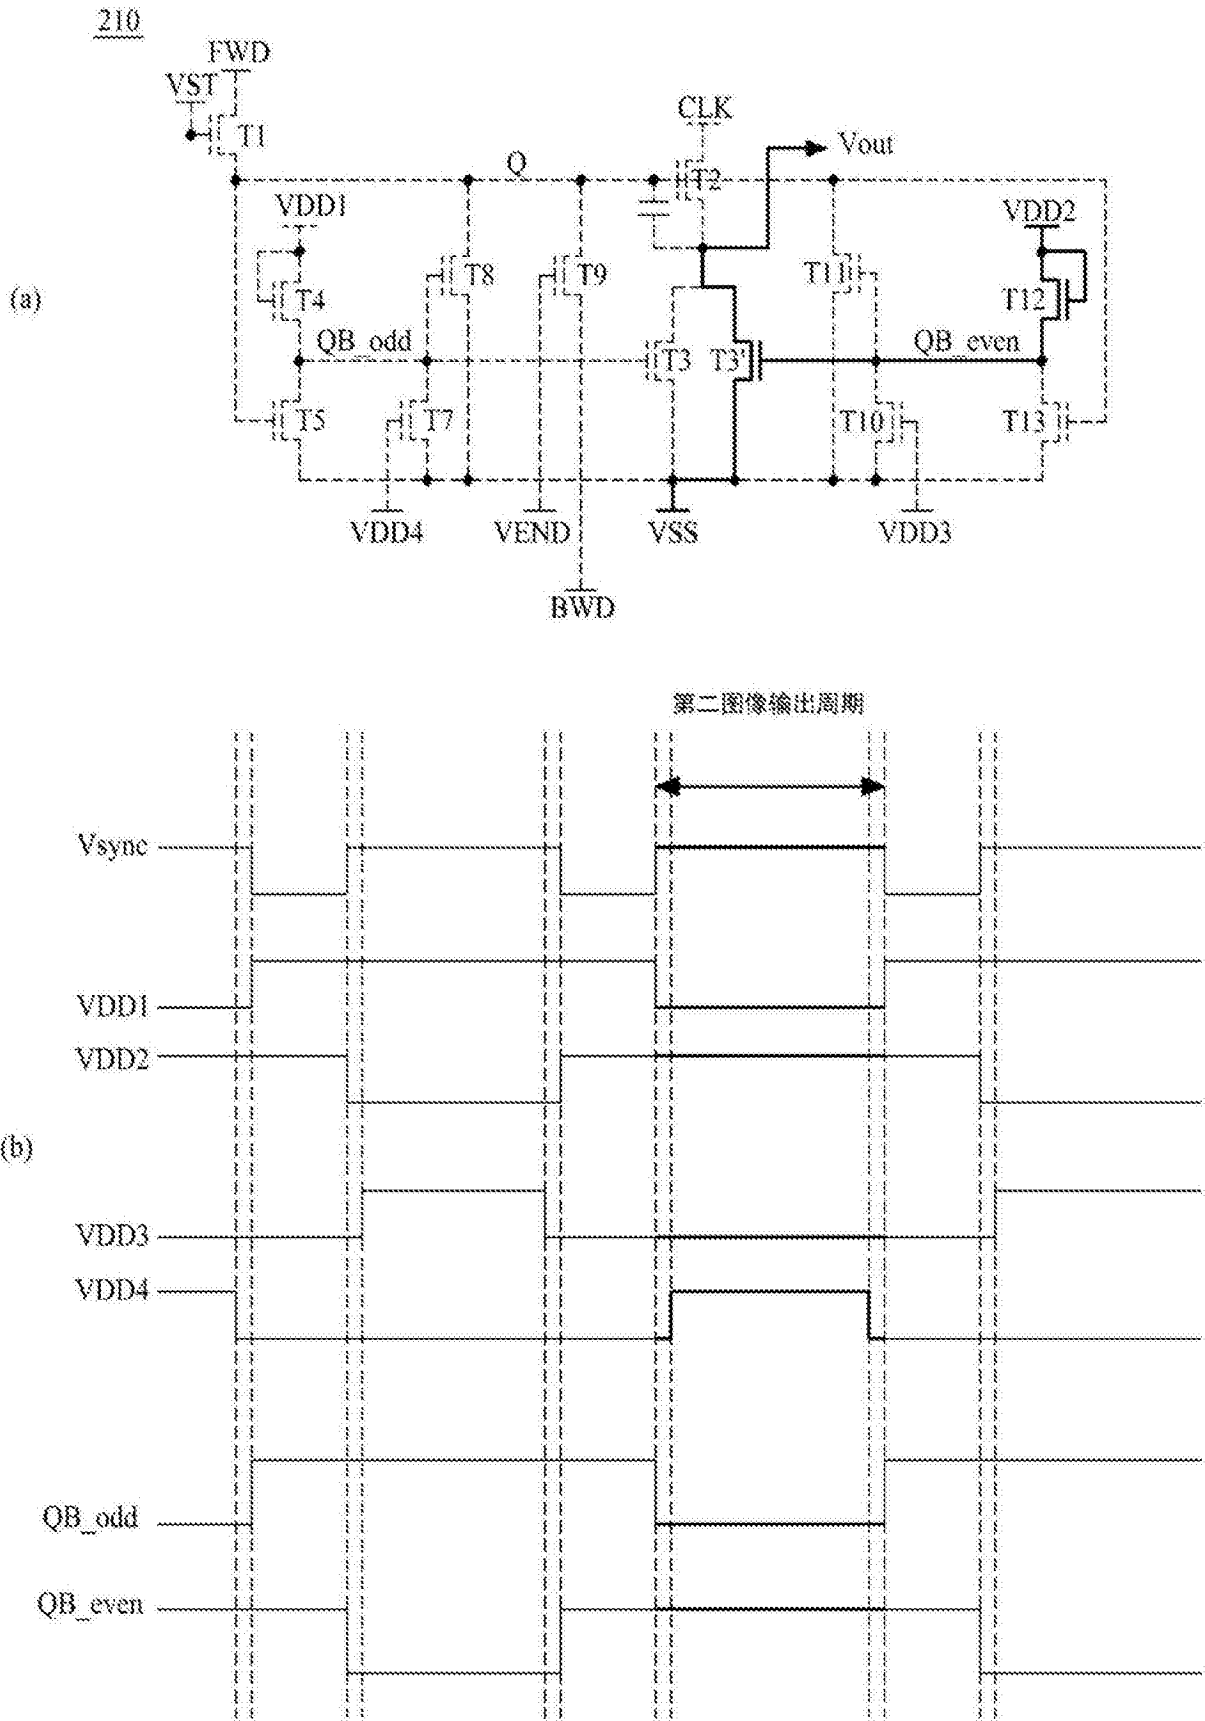 210
FWD
VST
T1
CLK
Vout
Q
T2
VDD1
VDD2
T8
T9
T11
(a)
T4
T12
QB_odd
QB_even
T3
T3'
T5
T7
T10
T13
VDD4
VEND
VSS
VDD3
BWD
第二图像输出周期
Vsync
VDD1
VDD2
(b)
VDD3
VDD4
QB_odd
QB_even